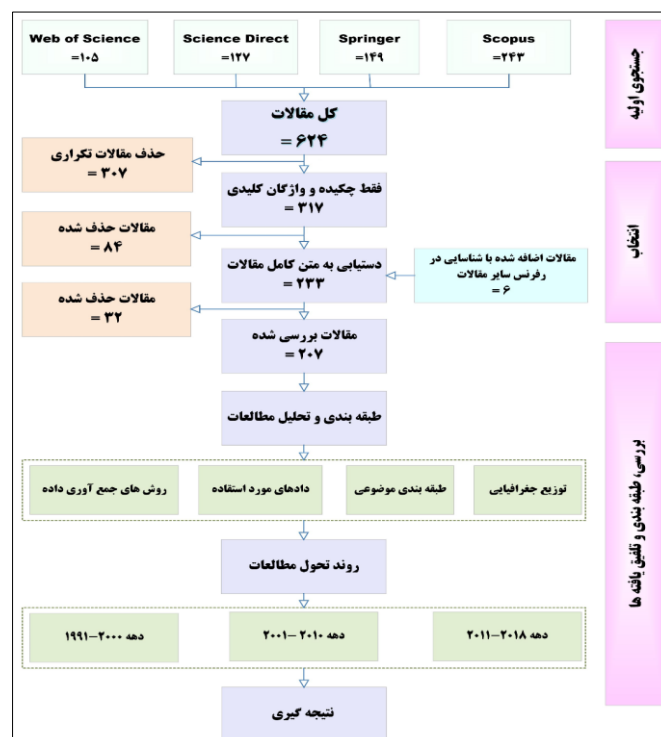 جستجوی اولیه
Web of Science
=۱۰۵
Science Direct
=۱۲۷
Springer
=۱۴۹
Scopus
=۲۴۳
کل مقالات
= ۶۲۴
حذف مقالات تکراری
= ۳۰۷
انتخاب
فقط چکیده و واژگان کلیدی
= ۳۱۷
مقالات حذف شده
= ۸۴
دستیابی به متن کامل مقالات
= ۲۳۳
مقالات اضافه شده با شناسایی در
رفرنس سایر مقالات
= ۶
مقالات حذف شده
= ۳۲
مقالات بررسی شده
= ۲۰۷
بررسی، طبقه بندی و تلفیق یافته ها
طبقه بندی و تحلیل مطالعات
توزیع جغرافیایی
طبقه بندی موضوعی
دادهای مورد استفاده
روش های جمع آوری داده
روند تحول مطالعات
دهه ۲۰۱۸–۲۰۱۱
دهه ۲۰۱۰ –۲۰۰۱
دهه ۲۰۰۰–۱۹۹۱
نتیجه گیری